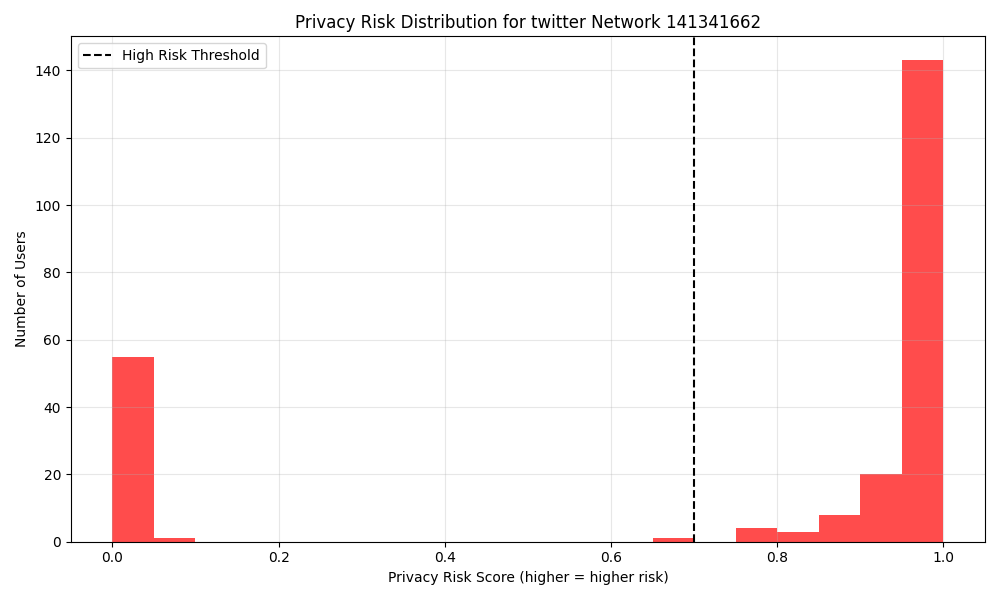 Privacy Risk Distribution for twitter Network 141341662
High Risk Threshold
Number of Users
140
120
100
80
60
40
20
0
0.0 0.2 0.4 0.6 0.8 1.0
Privacy Risk Score (higher = higher risk)